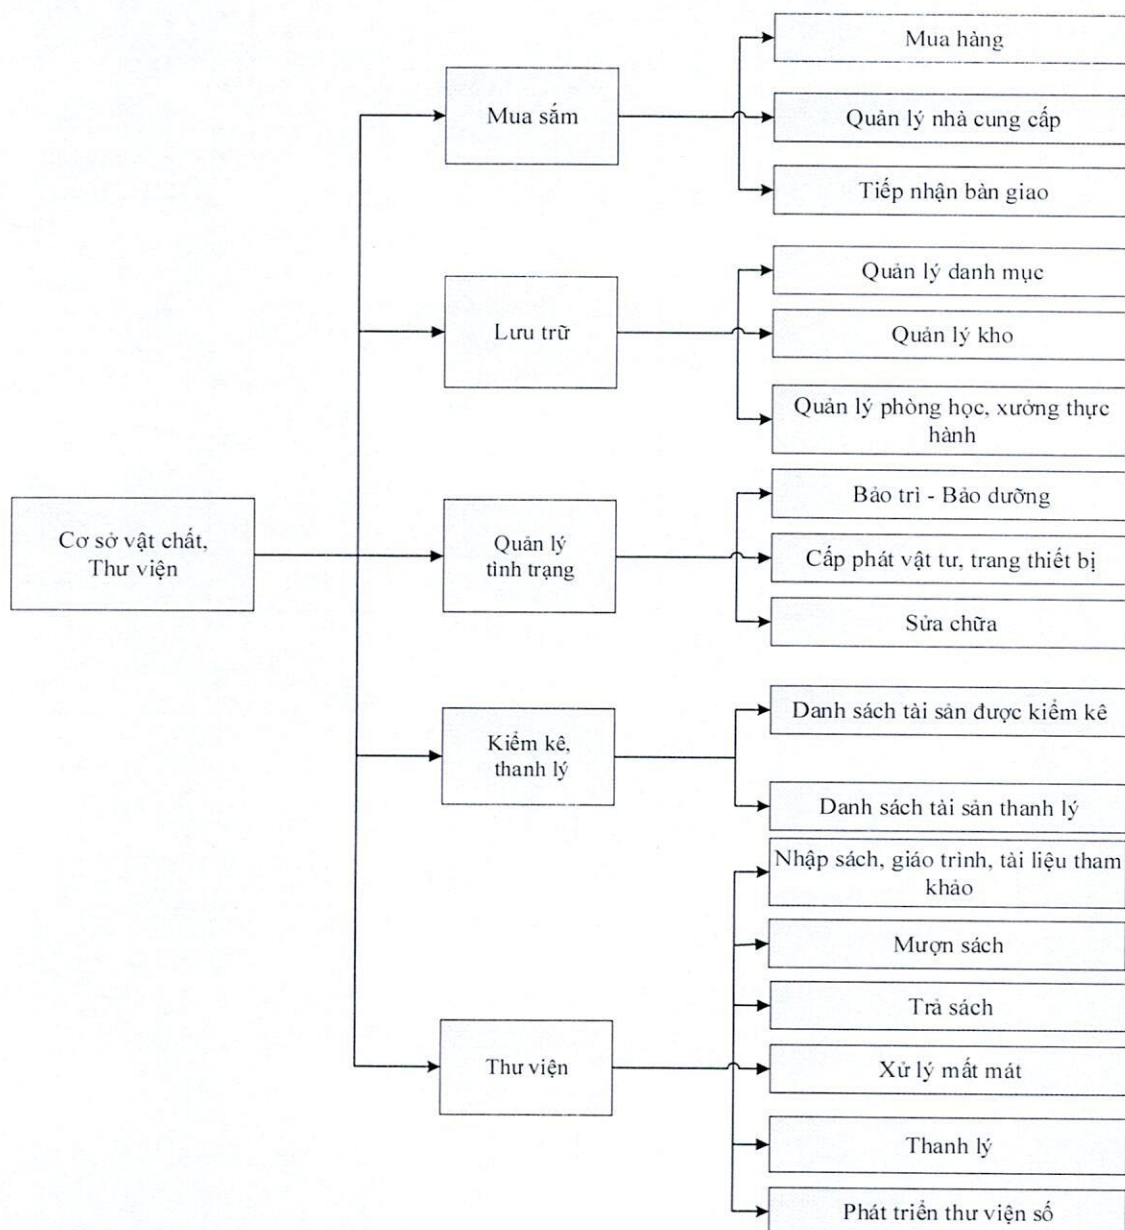 Cơ sở vật chất,
Thư viện
Mua sắm
Mua hàng
Quản lý nhà cung cấp
Tiếp nhận bàn giao
Lưu trữ
Quản lý danh mục
Quản lý kho
Quản lý phòng học, xưởng thực
hành
Quản lý
tình trạng
Bảo trì - Bảo dưỡng
Cấp phát vật tư, trang thiết bị
Sửa chữa
Kiểm kê,
thanh lý
Danh sách tài sản được kiểm kê
Danh sách tài sản thanh lý
Thư viện
Nhập sách, giáo trình, tài liệu tham
khảo
Mượn sách
Trả sách
Xử lý mất mát
Thanh lý
Phát triển thư viện số